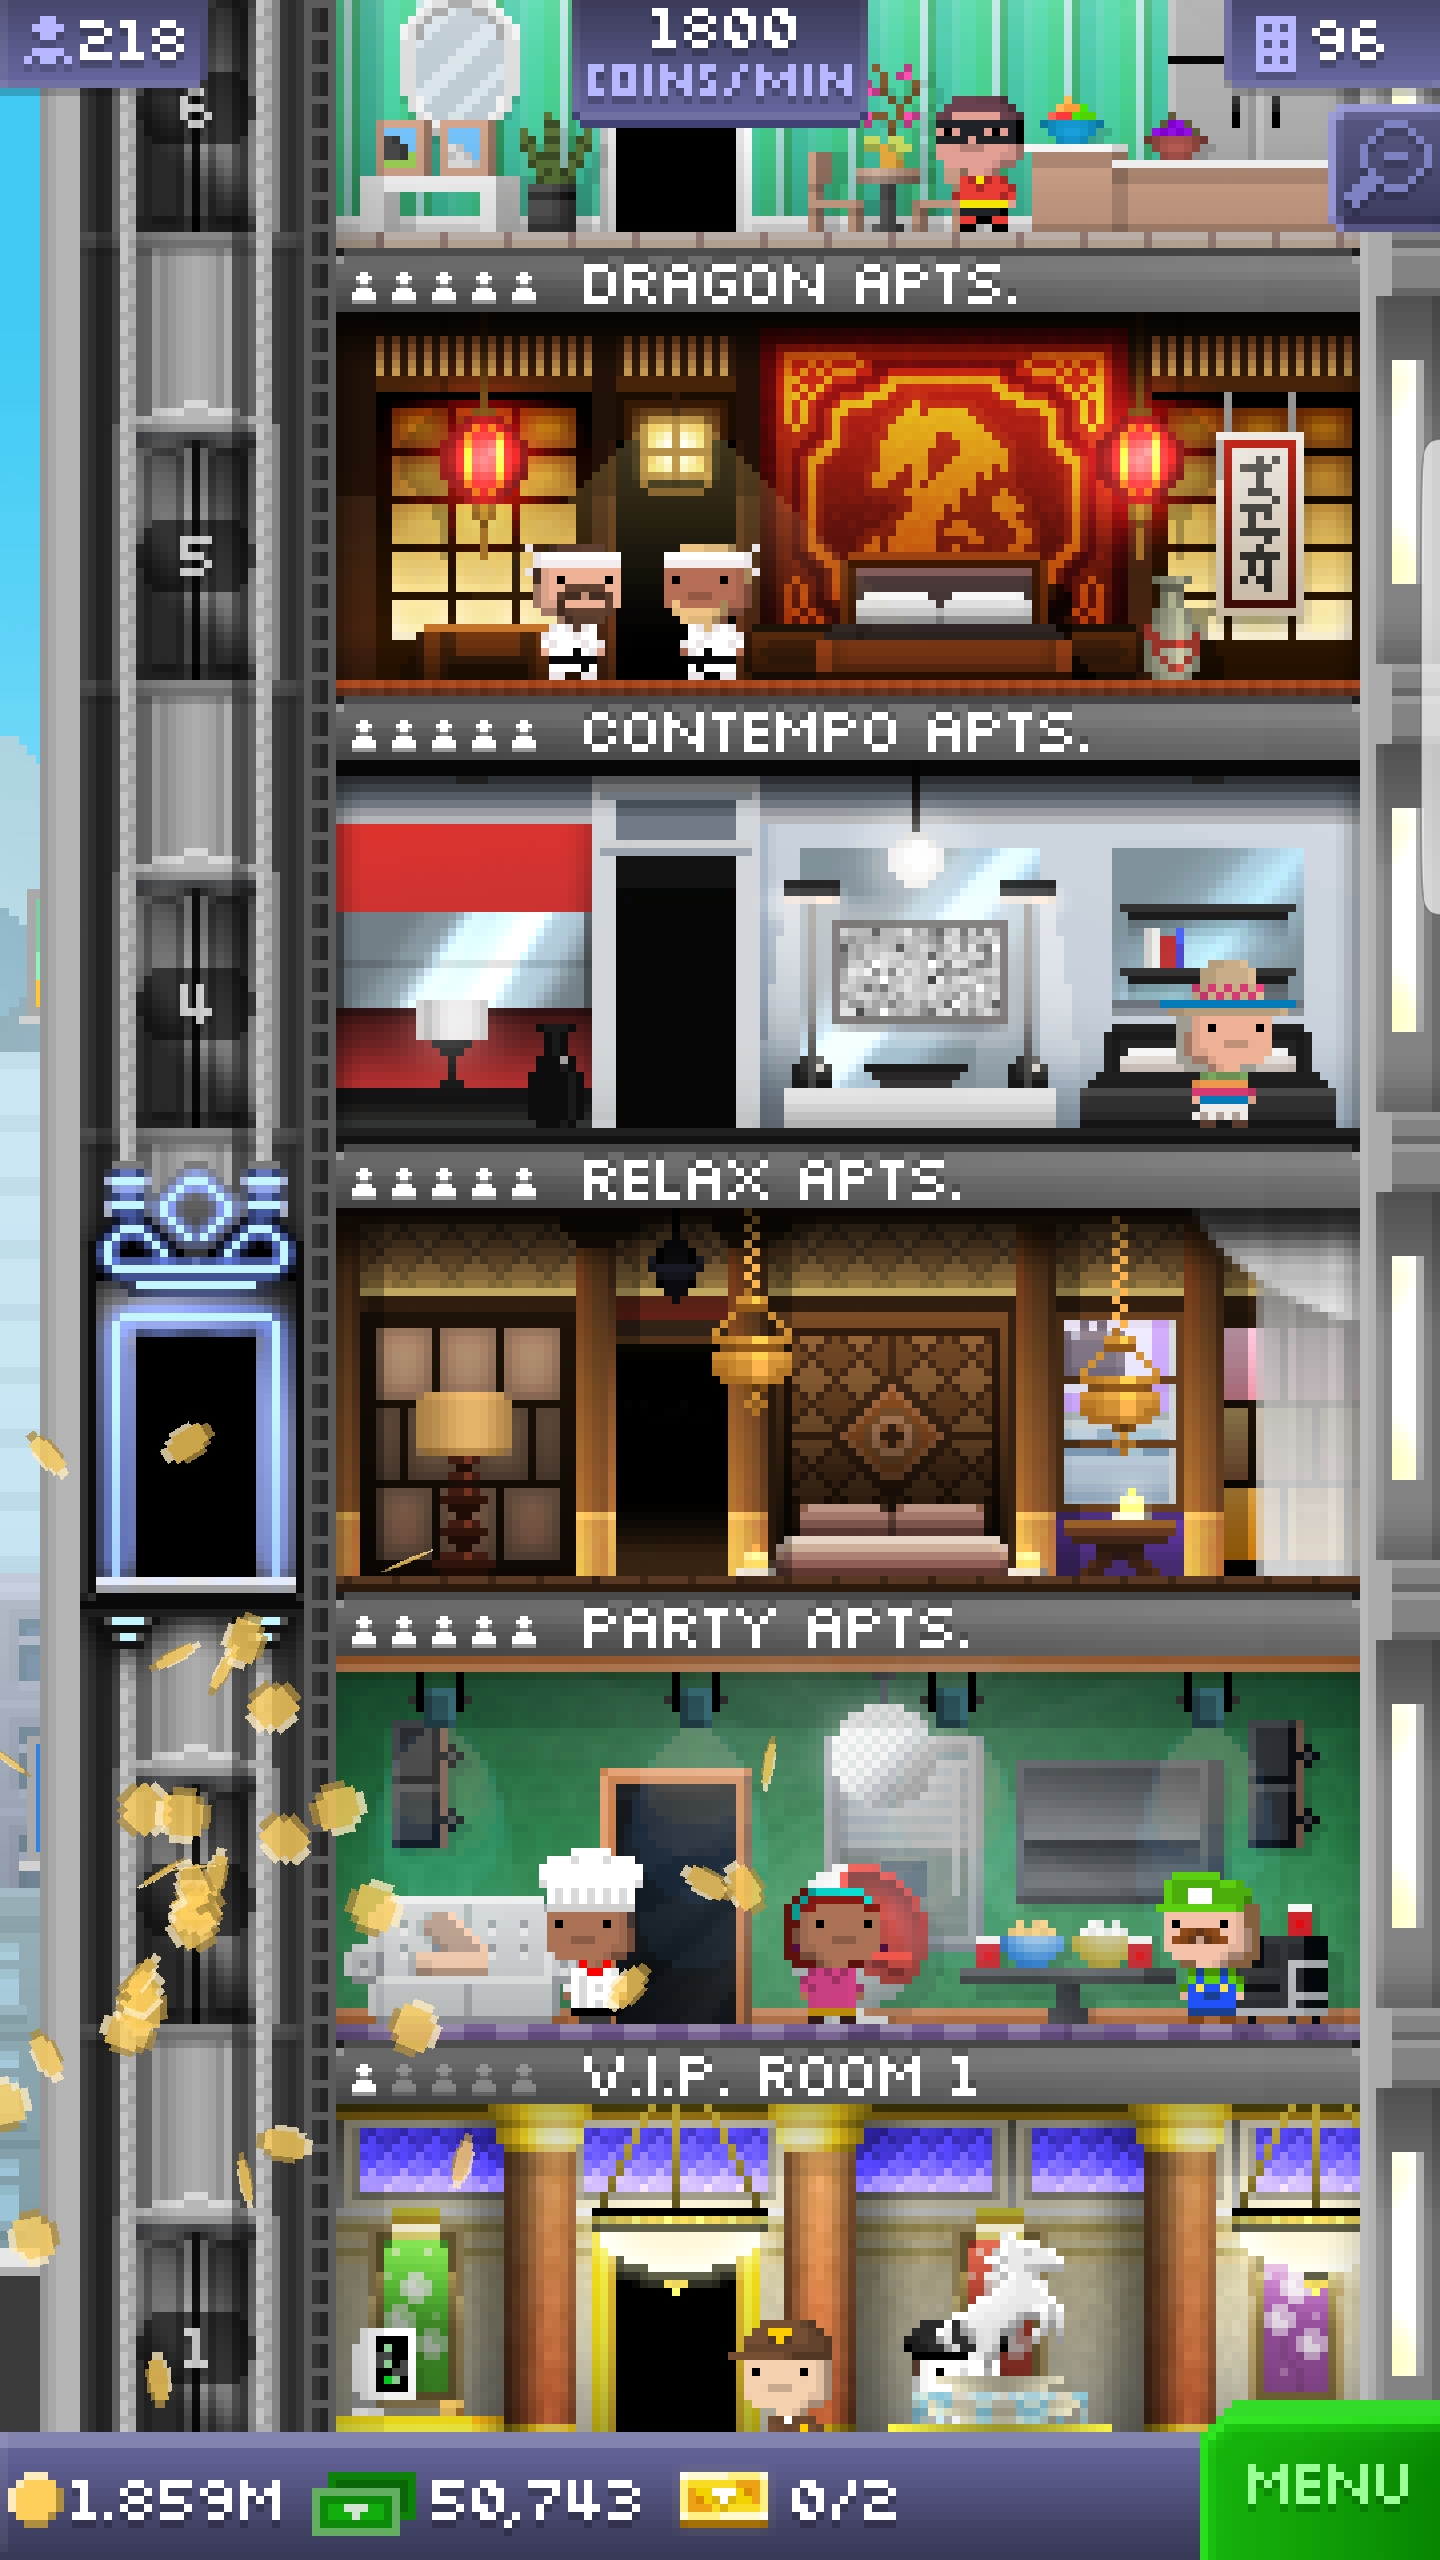 218
1800
COINS/MIN
96
6
DRAGON APTS.
5
CONTEMPO APTS.
4
RELAX APTS.
PARTY APTS.
V.I.P. ROOM 1
1
1.859M
50,743
0/2
MENU